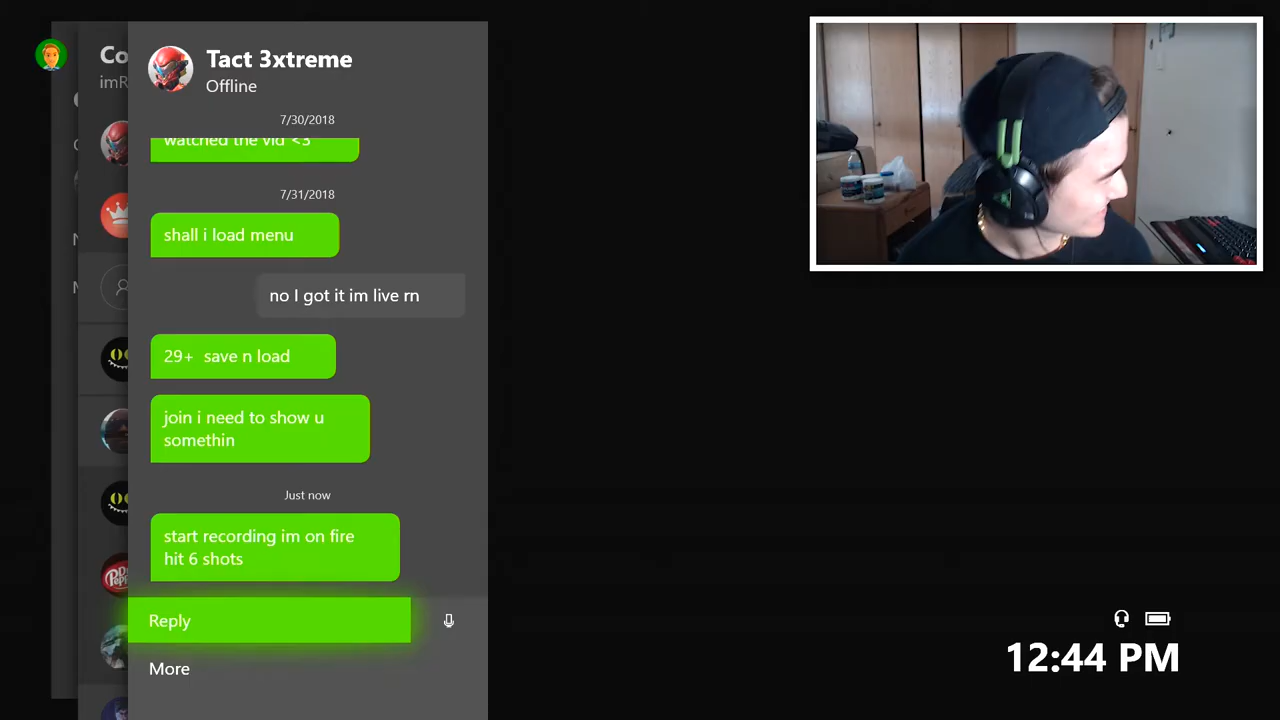 Co
imR
Tact 3xtreme
Offline
7/30/2018
watched the vid <3
7/31/2018
shall i load menu
no I got it im live rn
29+  save n load
join i need to show u
somethin
Just now
start recording im on fire
hit 6 shots
Reply
More
12:44 PM